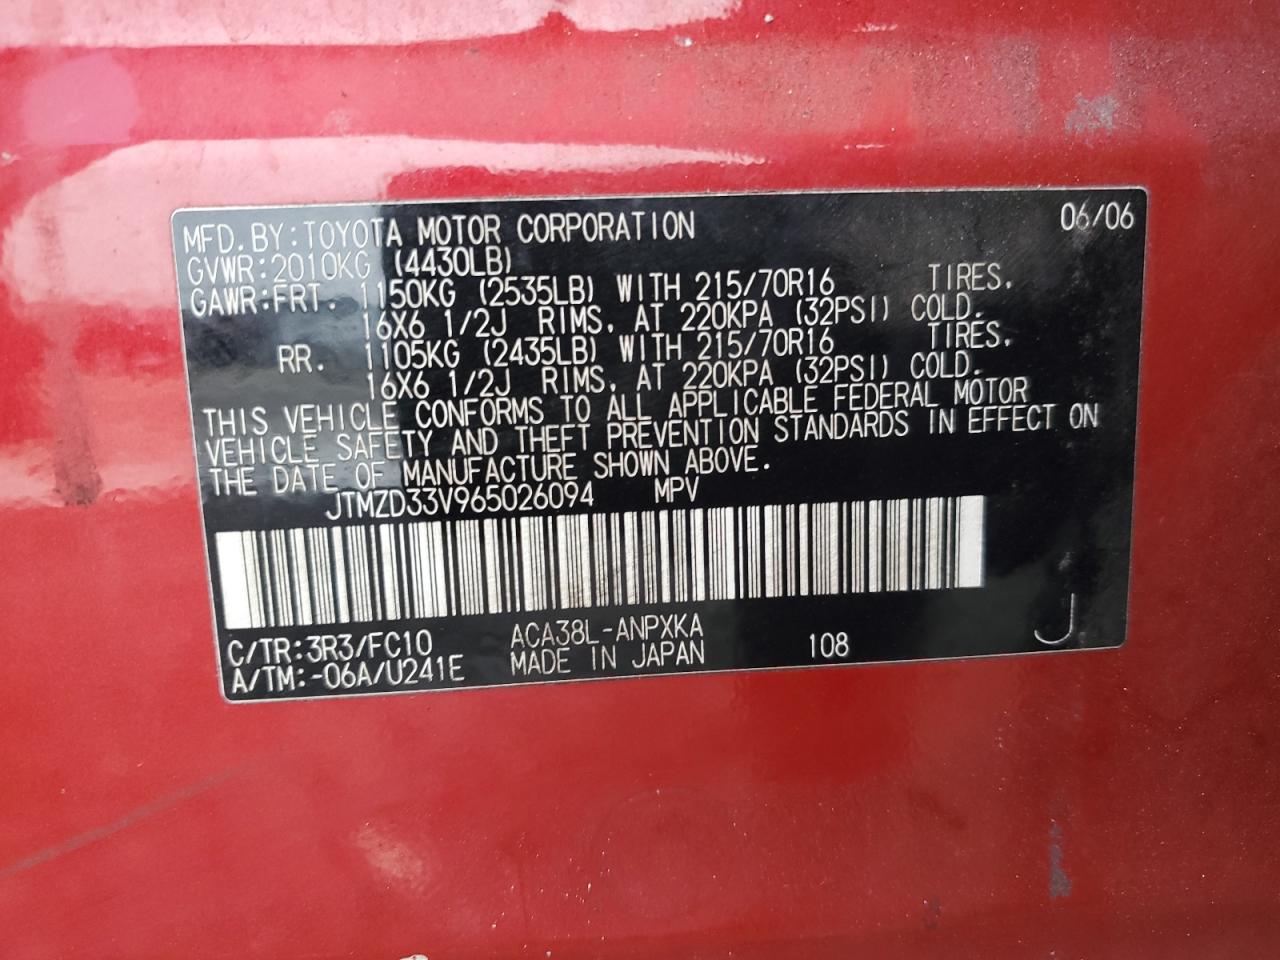 MFD.BY:TOYOTA MOTOR CORPORATION 06/06
GVWR:2010KG (4430LB)
GAWR:FRT. 1150KG (2535LB) WITH 215/70R16 TIRES,
16X6 1/2J RIMS, AT 220KPA (32PSI) COLD.
RR. 1105KG (2435LB) WITH 215/70R16 TIRES,
16X6 1/2J RIMS, AT 220KPA (32PSI) COLD.
THIS VEHICLE CONFORMS TO ALL APPLICABLE FEDERAL MOTOR
VEHICLE SAFETY AND THEFT PREVENTION STANDARDS IN EFFECT ON
THE DATE OF MANUFACTURE SHOWN ABOVE.
JTMZD33V965026094 MPV
C/TR:3R3/FC10 ACA38L-ANPXKA
A/TM:-06A/U241E MADE IN JAPAN 108 J